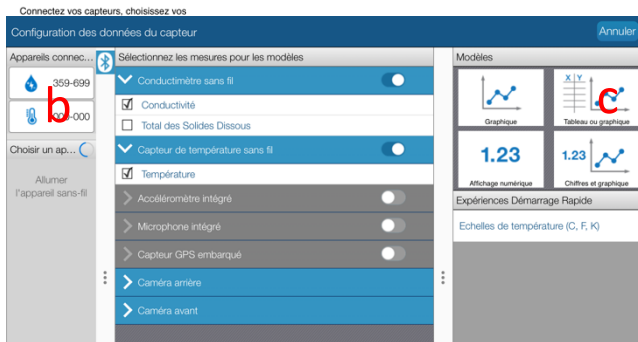 Connectez vos capteurs, choisissez vos
Configuration des données du capteur
Annuler
Appareils connec...
359-699
b
-000
Choisir un ap...
Allumer
l'appareil sans-fil
Sélectionnez les mesures pour les modèles
Conductimètre sans fil
Conductivité
Total des Solides Dissous
Capteur de température sans fil
Température
Accéléromètre intégré
Microphone intégré
Capteur GPS embarqué
Caméra arrière
Caméra avant
Modèles
Graphique
X Y
c
Tableau ou graphique
1.23
Affichage numérique
1.23
Chiffres et graphique
Expériences Démarrage Rapide
Echelles de température (C, F, K)